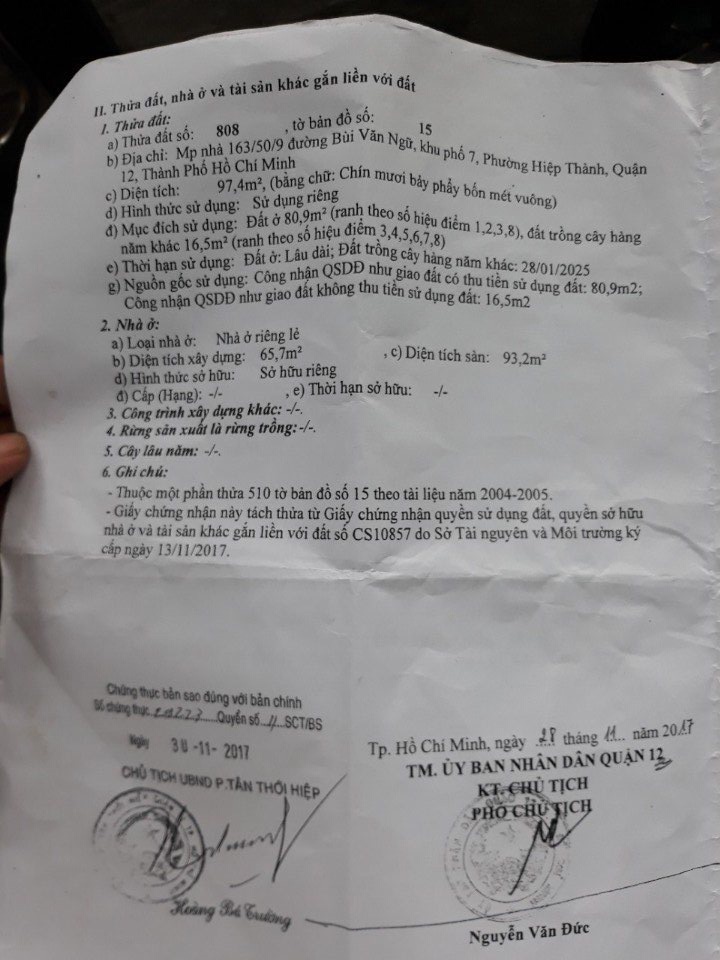 II. Thửa đất, nhà ở và tài sản khác gắn liền với đất
1. Thửa đất:
a) Thửa đất số: 808 , tờ bản đồ số: 15
b) Địa chỉ: Mp nhà 163/50/9 đường Bùi Văn Ngữ, khu phố 7, Phường Hiệp Thành, Quận
12, Thành Phố Hồ Chí Minh
c) Diện tích: 97,4m², (bằng chữ: Chín mươi bảy phẩy bốn mét vuông)
d) Hình thức sử dụng: Sử dụng riêng
đ) Mục đích sử dụng: Đất ở 80,9m² (ranh theo số hiệu điểm 1,2,3,8), đất trồng cây hàng
năm khác 16,5m² (ranh theo số hiệu điểm 3,4,5,6,7,8)
e) Thời hạn sử dụng: Đất ở: Lâu dài; Đất trồng cây hàng năm khác: 28/01/2025
g) Nguồn gốc sử dụng: Công nhận QSDĐ như giao đất có thu tiền sử dụng đất: 80,9m2;
Công nhận QSDĐ như giao đất không thu tiền sử dụng đất: 16,5m2
2. Nhà ở:
a) Loại nhà ở: Nhà ở riêng lẻ
b) Diện tích xây dựng: 65,7m² , c) Diện tích sàn: 93,2m²
d) Hình thức sở hữu: Sở hữu riêng
đ) Cấp (Hạng): -/- , e) Thời hạn sở hữu: -/-
3. Công trình xây dựng khác: -/-.
4. Rừng sản xuất là rừng trồng: -/-.
5. Cây lâu năm: -/-.
6. Ghi chú:
- Thuộc một phần thửa 510 tờ bản đồ số 15 theo tài liệu năm 2004-2005.
- Giấy chứng nhận này tách thửa từ Giấy chứng nhận quyền sử dụng đất, quyền sở hữu
nhà ở và tài sản khác gắn liền với đất số CS10857 do Sở Tài nguyên và Môi trường ký
cấp ngày 13/11/2017.
Chứng thực bản sao đúng với bản chính
Số chứng thực Quyển số 11 SCT/BS
Ngày 30-11-2017
CHỦ TỊCH UBND P.TÂN THỚI HIỆP
Hoàng Bá Trường
Tp. Hồ Chí Minh, ngày 28 tháng 11 năm 2017
TM. ỦY BAN NHÂN DÂN QUẬN 12
KT. CHỦ TỊCH
PHÓ CHỦ TỊCH
Nguyễn Văn Đức